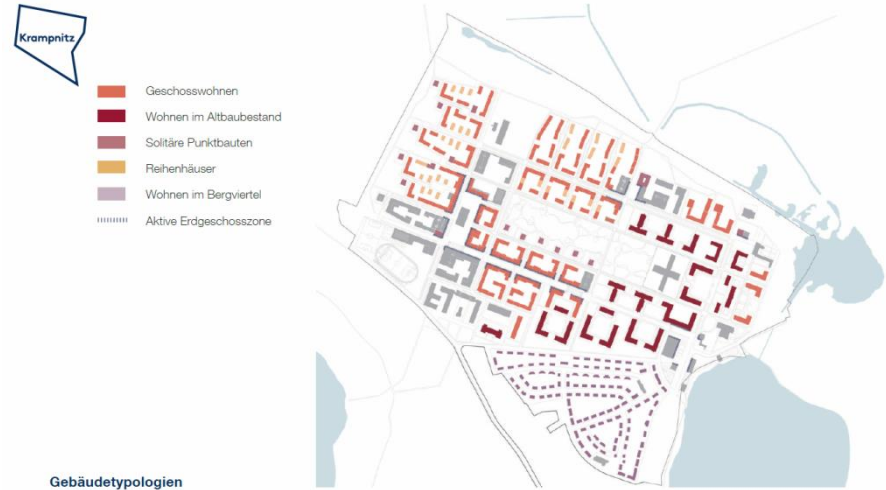 Krampnitz
Geschosswohnen
Wohnen im Altbaubestand
Solitäre Punktbauten
Reihenhäuser
Wohnen im Bergviertel
Aktive Erdgeschosszone
Gebäudetypologien